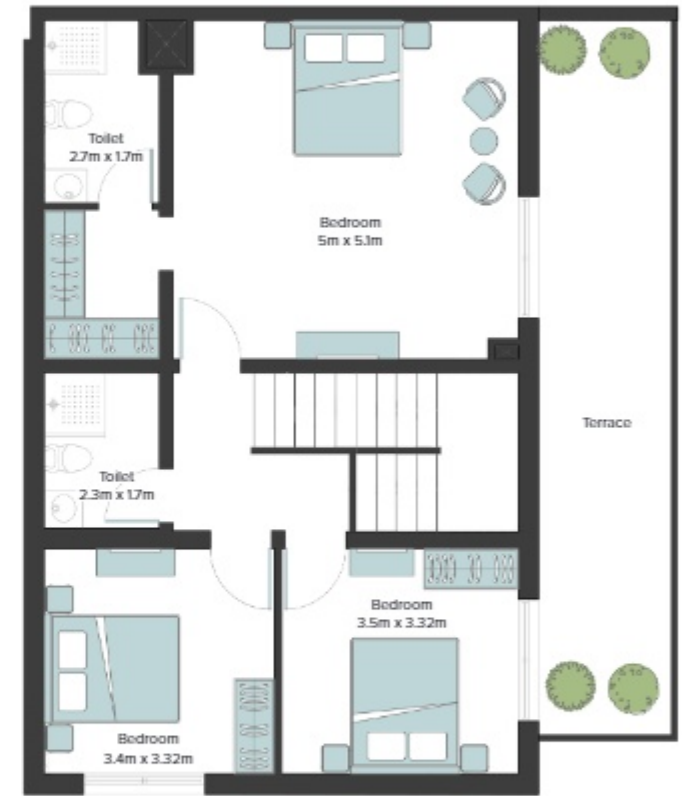 Toilet
2.7m x 1.7m
Bedroom
5m x 5.1m
Terrace
Toilet
2.3m x 1.7m
Bedroom
3.5m x 3.32m
Bedroom
3.4m x 3.32m